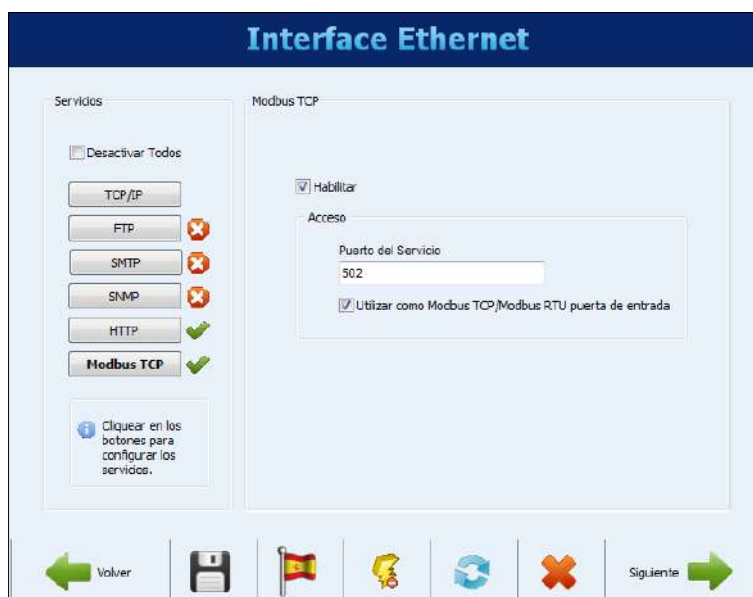 Interface Ethernet
Servicios
Desactivar Todos
TCP/IP
FTP
SMTP
SNMP
HTTP
Modbus TCP
Cliquear en los
botones para
configurar los
servicios.
Modbus TCP
Habilitar
Acceso
Puerto del Servicio
502
Utilizar como Modbus TCP/Modbus RTU puerta de entrada
Volver
Siguiente